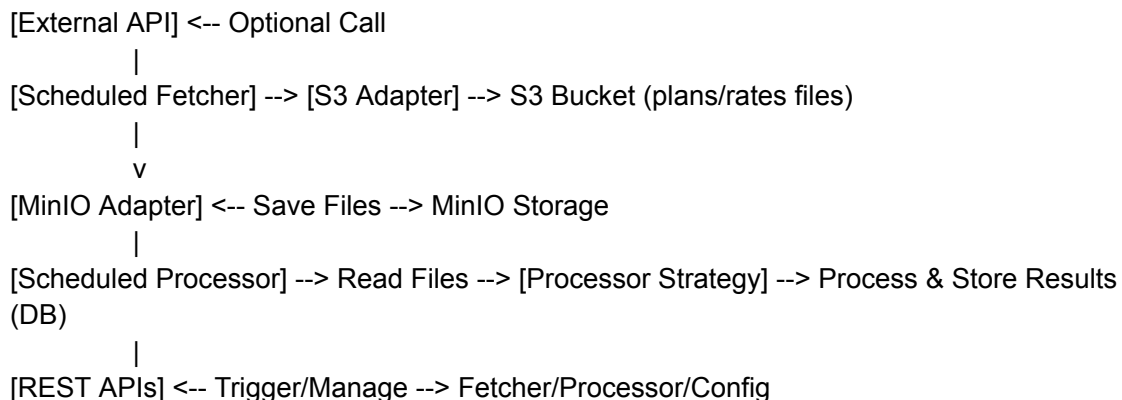 [External API] <-- Optional Call
|
[Scheduled Fetcher] --> [S3 Adapter] --> S3 Bucket (plans/rates files)
|
v
[MinIO Adapter] <-- Save Files --> MinIO Storage
|
[Scheduled Processor] --> Read Files --> [Processor Strategy] --> Process & Store Results
(DB)
|
[REST APIs] <-- Trigger/Manage --> Fetcher/Processor/Config